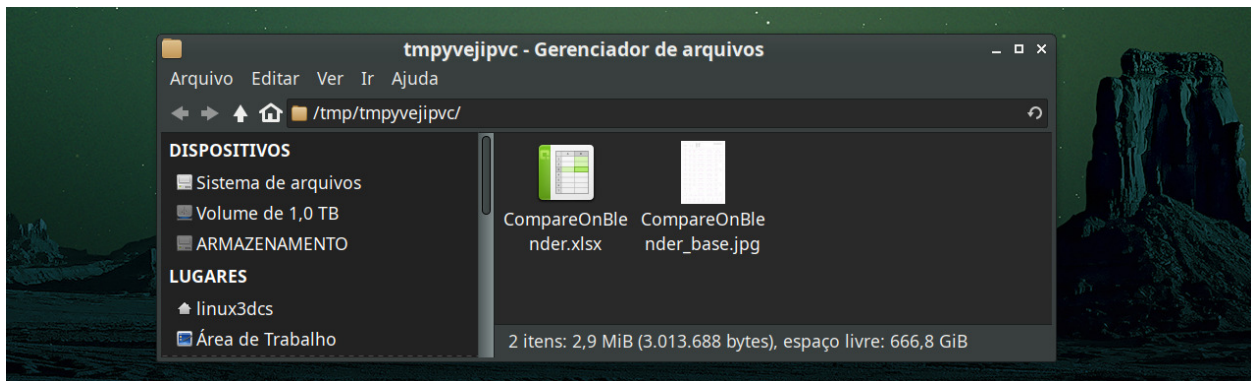 tmpyvejipvc - Gerenciador de arquivos
Arquivo Editar Ver Ir Ajuda
/tmp/tmpyvejipvc/
DISPOSITIVOS
Sistema de arquivos
Volume de 1,0 TB
ARMAZENAMENTO
LUGARES
linux3dcs
Área de Trabalho
CompareOnBle
nder.xlsx
CompareOnBle
nder_base.jpg
2 itens: 2,9 MiB (3.013.688 bytes), espaço livre: 666,8 GiB